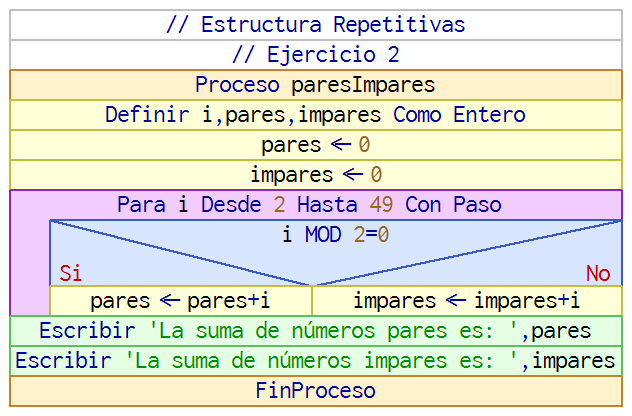 // Estructura Repetitivas
// Ejercicio 2
Proceso paresImpares
Definir i,pares,impares Como Entero
pares ← 0
impares ← 0
Para i Desde 2 Hasta 49 Con Paso
i MOD 2=0
Si No
pares ← pares+i impares ← impares+i
Escribir 'La suma de números pares es: ',pares
Escribir 'La suma de números impares es: ',impares
FinProceso